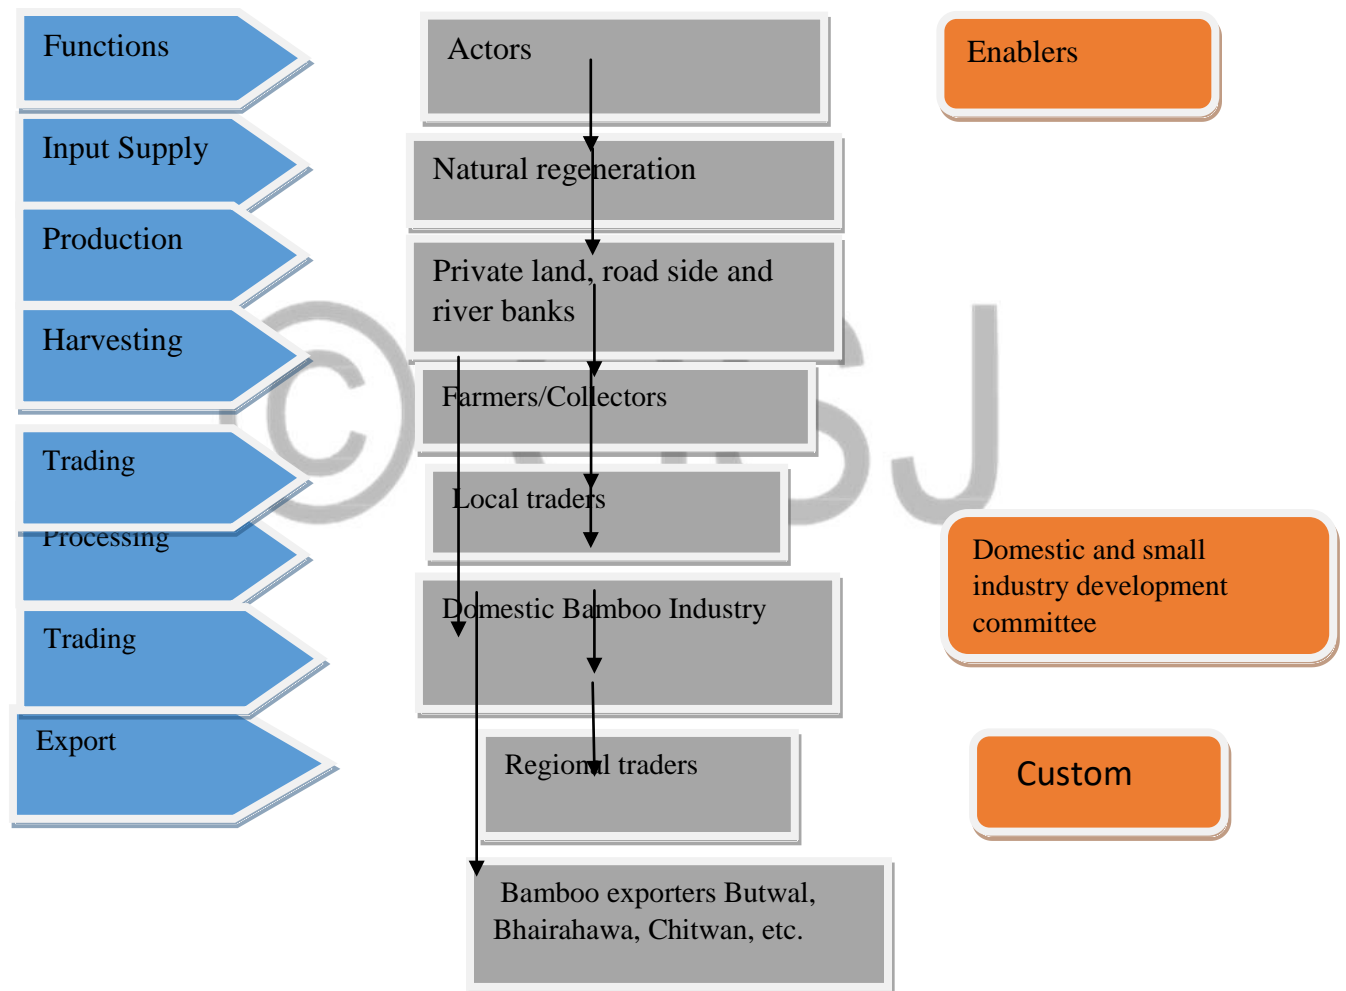 Functions
Actors
Enablers
Input Supply
Natural regeneration
Production
Private land, road side and
river banks
Harvesting
Farmers/Collectors
Trading
Local traders
Processing
Domestic and small
industry development
committee
Domestic Bamboo Industry
Trading
Export
Regional traders
Custom
Bamboo exporters Butwal,
Bhairahawa, Chitwan, etc.